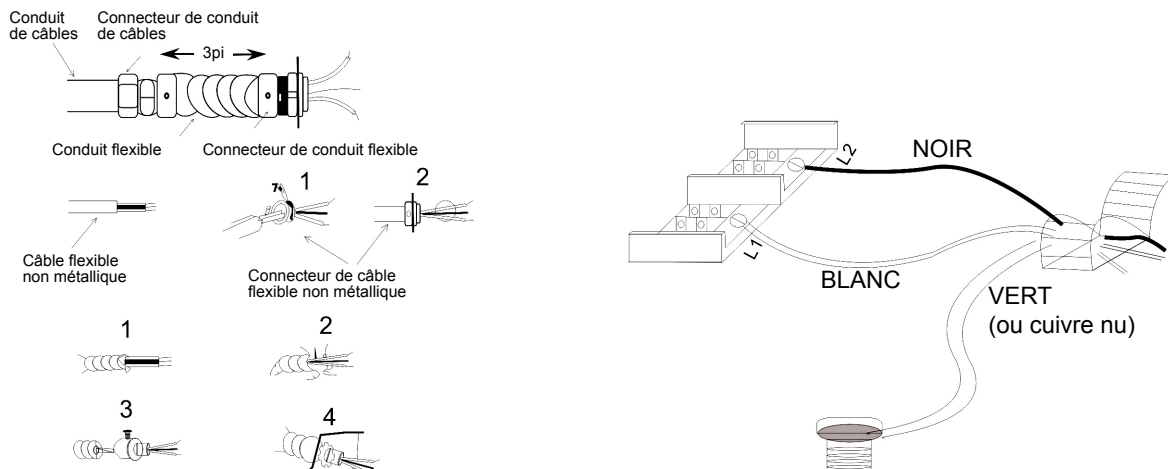 Conduit
de câbles
Connecteur de conduit
de câbles
3pi
Conduit flexible
Connecteur de conduit flexible
1
2
Câble flexible
non métallique
Connecteur de câble
flexible non métallique
1
2
3
4
L2
NOIR
L1
BLANC
VERT
(ou cuivre nu)